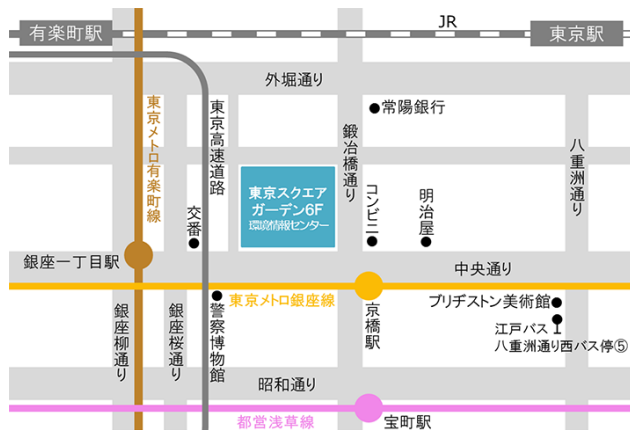 JR
有楽町駅
東京駅
外堀通り
東京メトロ有楽町線
東京高速道路
常陽銀行
鍛冶橋通り
八重洲通り
東京スクエア
ガーデン6F
環境情報センター
交番
コンビニ
明治屋
銀座一丁目駅
中央通り
東京メトロ銀座線
ブリヂストン美術館
江戸バス
八重洲通り西バス停⑤
銀座柳通り
銀座桜通り
警察博物館
京橋駅
昭和通り
都営浅草線
宝町駅